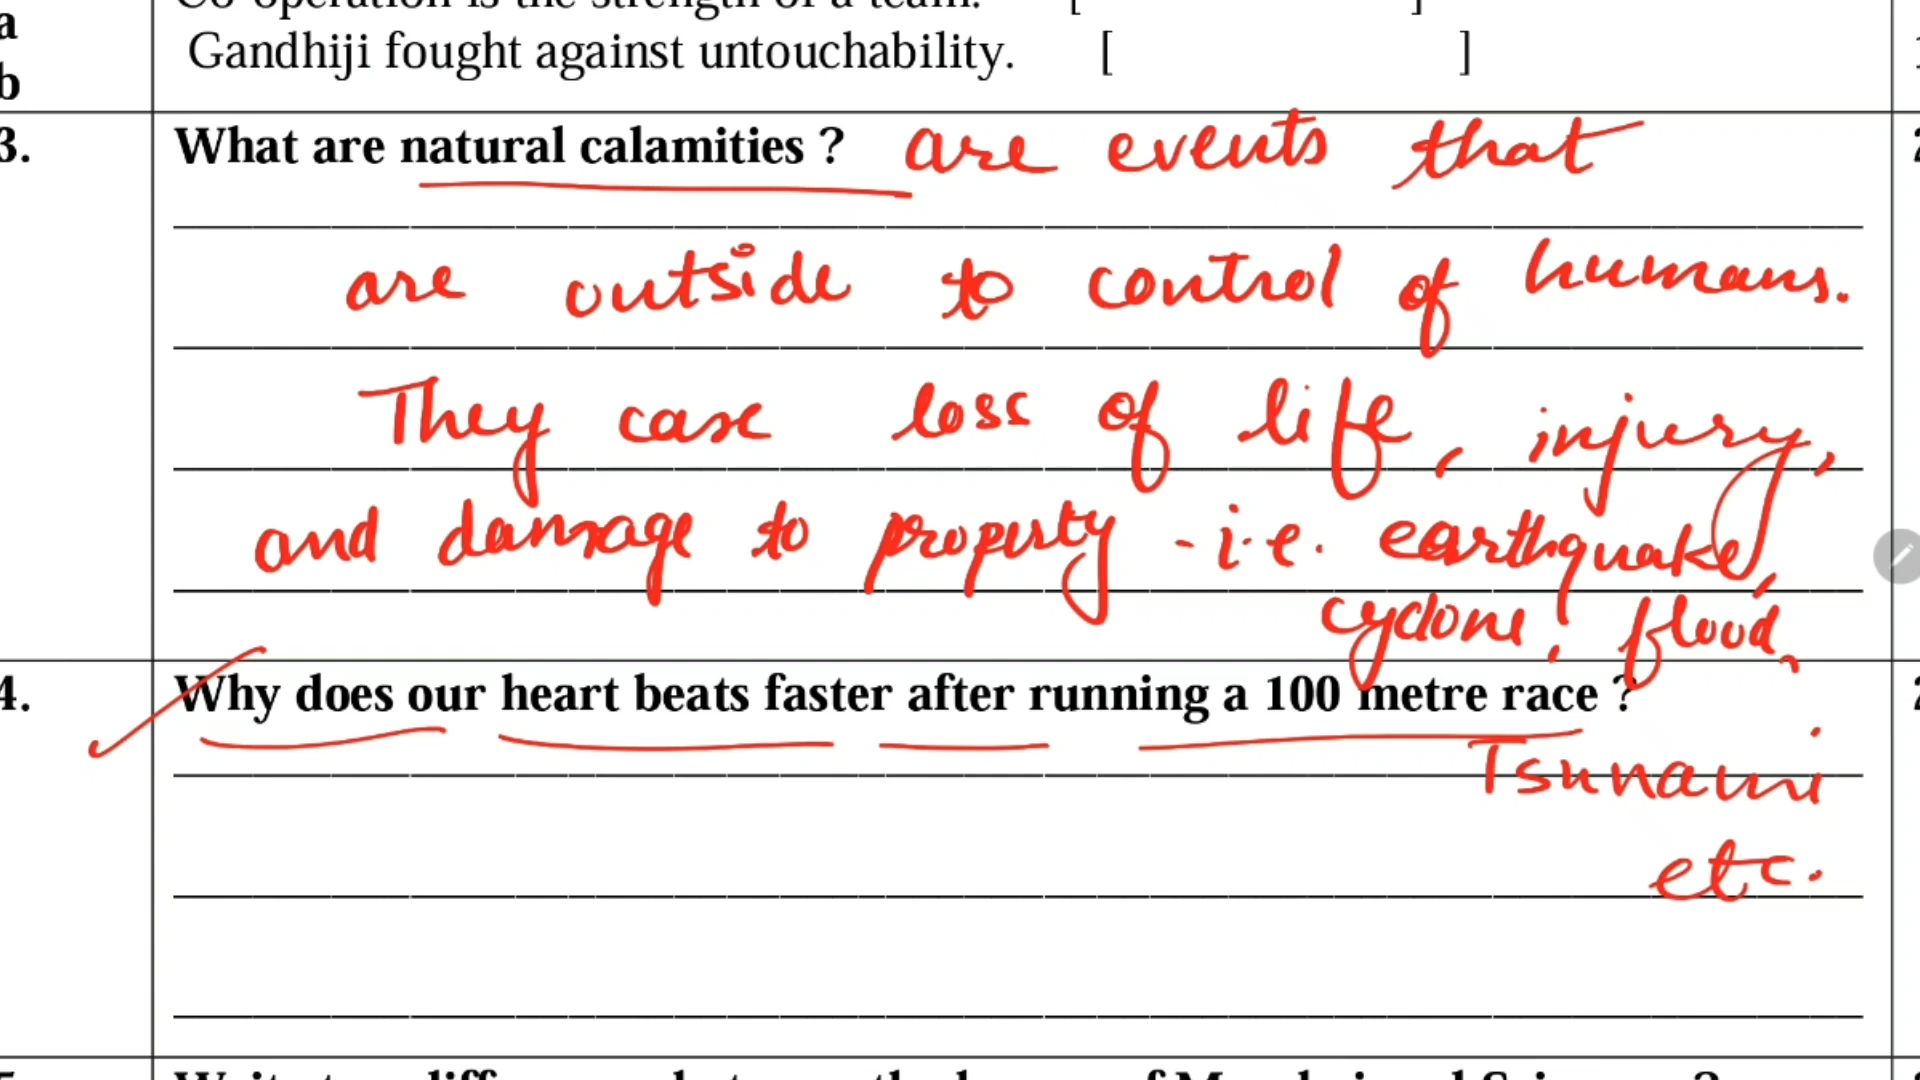 Co-operation is the strength of a team. [ ]
a
Gandhiji fought against untouchability. [ ]
b
3. What are natural calamities ? are events that
are outside to control of humans.
They case loss of life, injury,
and damage to property - i.e. earthquake,
cyclone, flood,
4. Why does our heart beats faster after running a 100 metre race ?
Tsunami
etc.